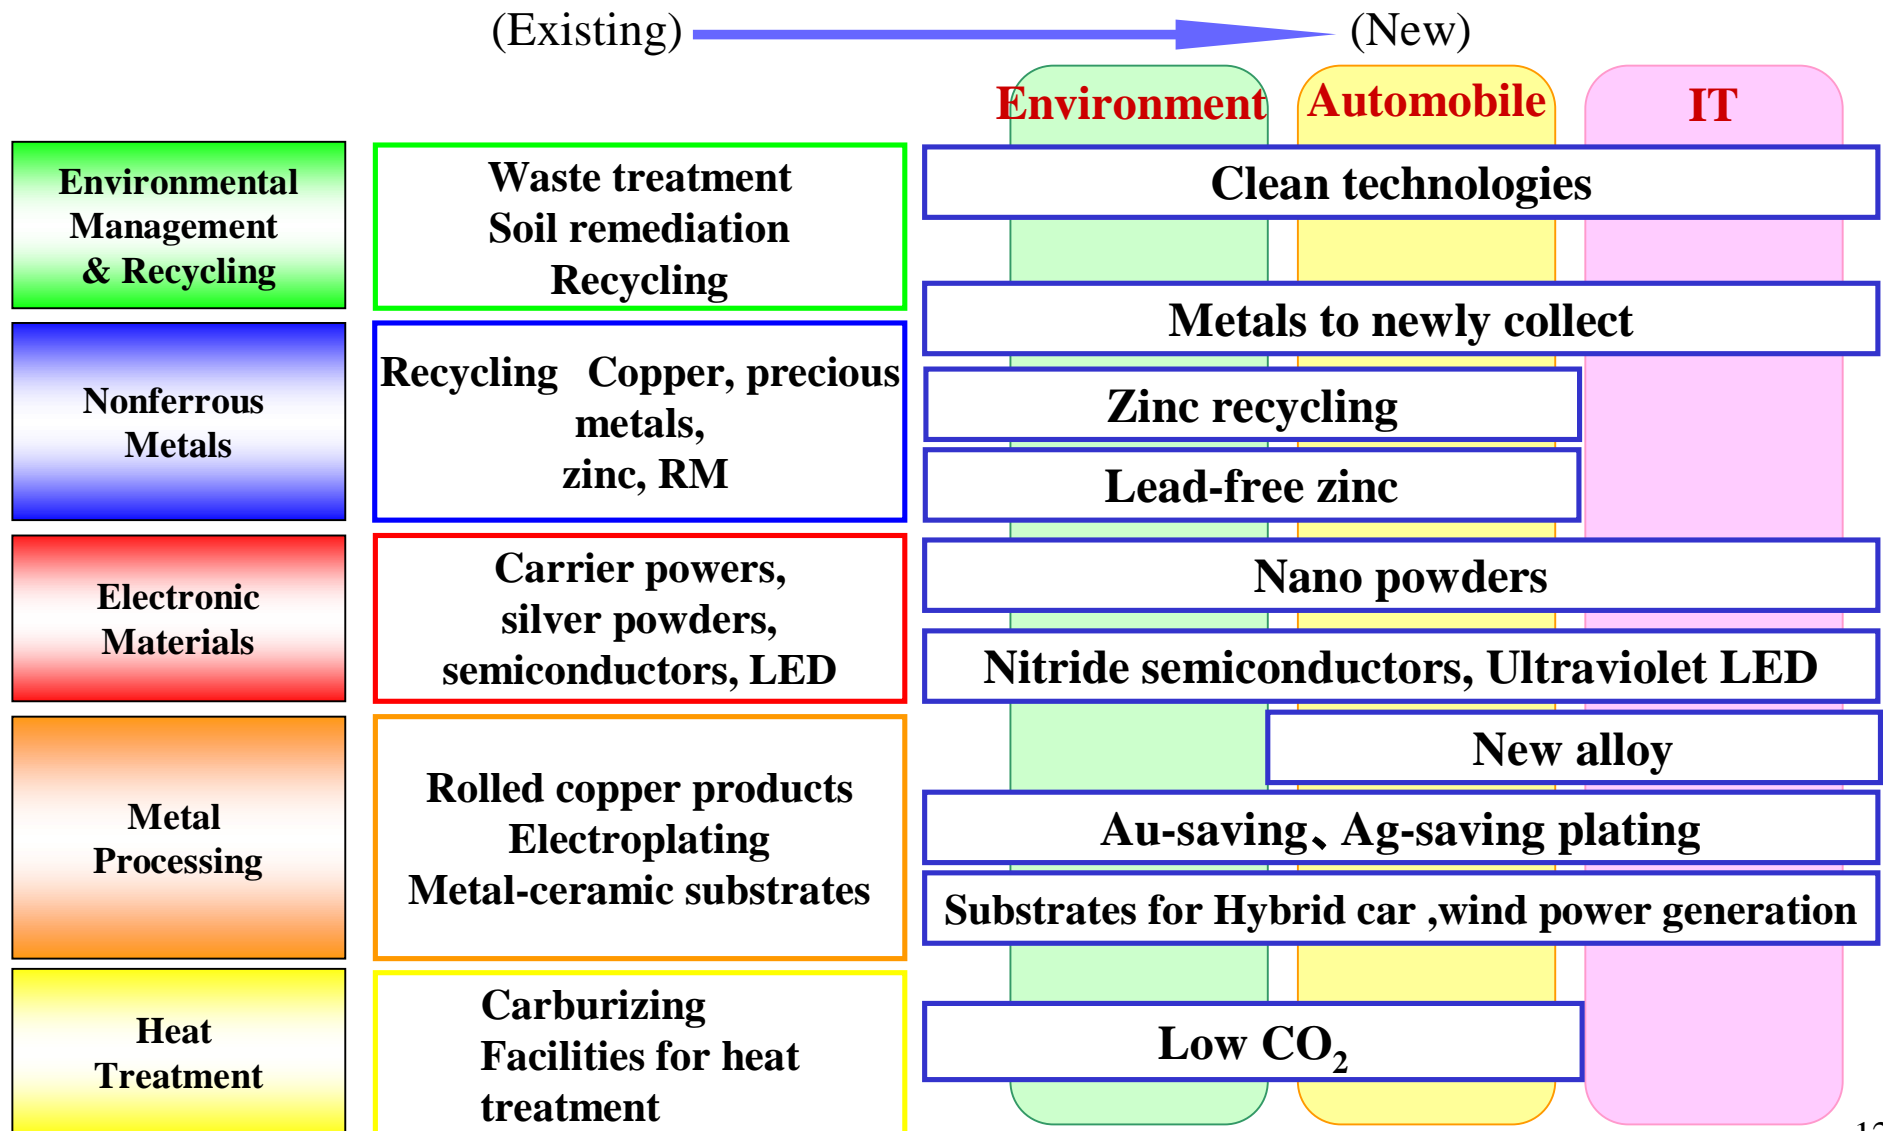 (Existing) (New)
Environment Automobile IT
Environmental
Management
& Recycling
Waste treatment
Soil remediation
Recycling
Clean technologies
Metals to newly collect
Nonferrous
Metals
Recycling Copper, precious
metals,
zinc, RM
Zinc recycling
Lead-free zinc
Electronic
Materials
Carrier powers,
silver powders,
semiconductors, LED
Nano powders
Nitride semiconductors, Ultraviolet LED
Metal
Processing
Rolled copper products
Electroplating
Metal-ceramic substrates
New alloy
Au-saving、Ag-saving plating
Substrates for Hybrid car ,wind power generation
Heat
Treatment
Carburizing
Facilities for heat
treatment
Low CO₂